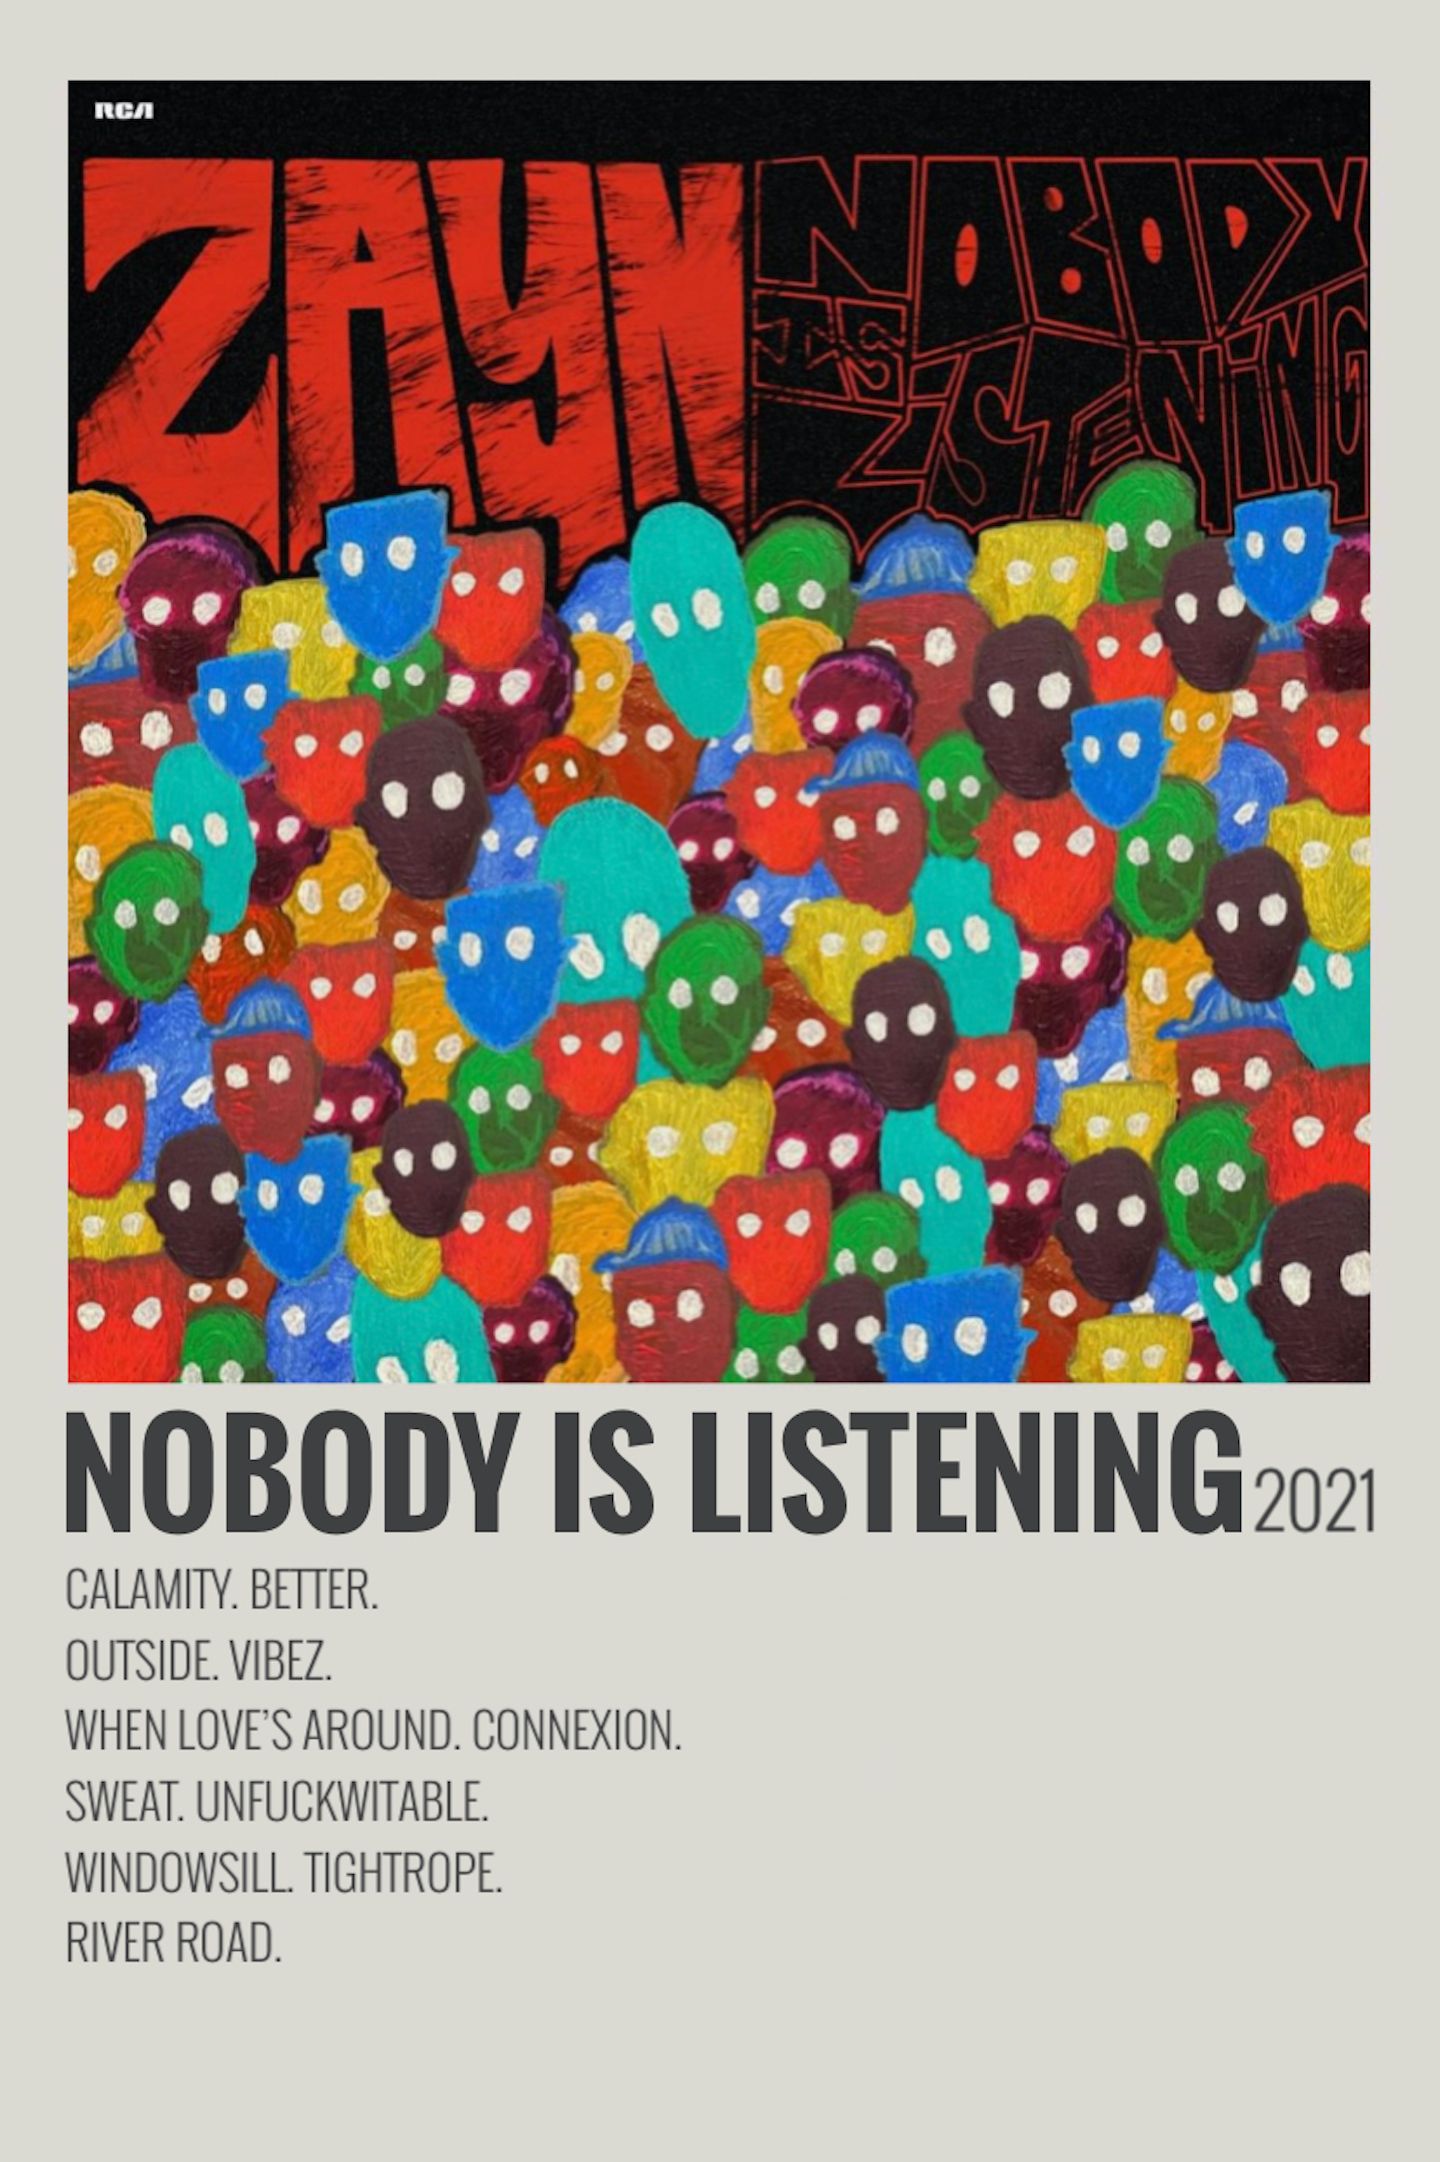 RCA
ZAYN NOBODY
IS LISTENING
NOBODY IS LISTENING 2021
CALAMITY. BETTER.
OUTSIDE. VIBEZ.
WHEN LOVE'S AROUND. CONNEXION.
SWEAT. UNFUCKWITABLE.
WINDOWSILL. TIGHTROPE.
RIVER ROAD.